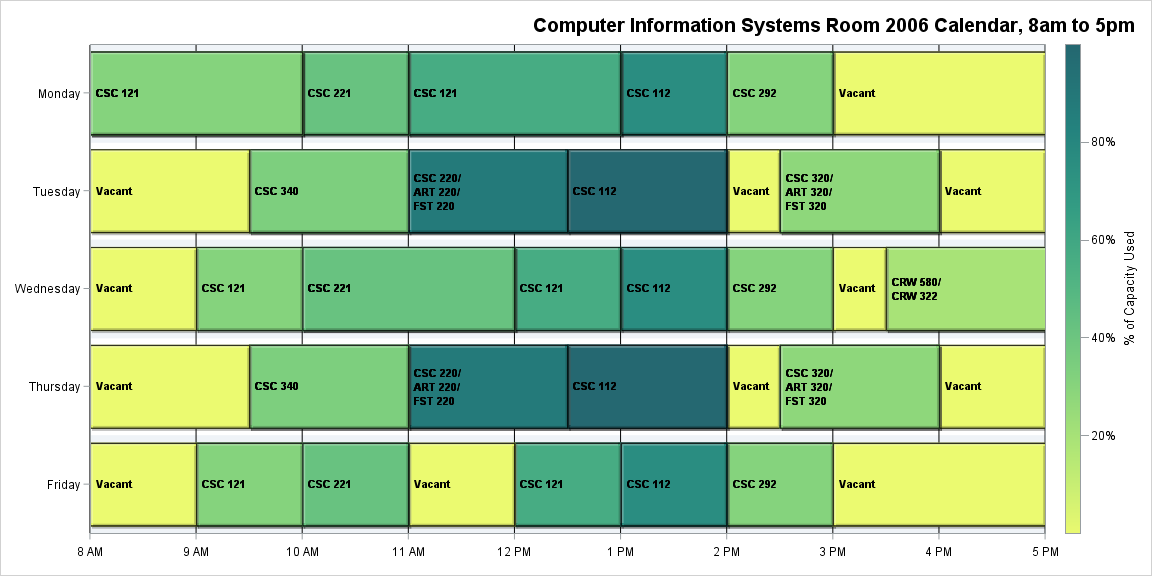 Computer Information Systems Room 2006 Calendar, 8am to 5pm
Monday
CSC 121
CSC 221
CSC 121
CSC 112
CSC 292
Vacant
Tuesday
Vacant
CSC 340
CSC 220/
ART 220/
FST 220
CSC 112
Vacant
CSC 320/
ART 320/
FST 320
Vacant
Wednesday
Vacant
CSC 121
CSC 221
CSC 121
CSC 112
CSC 292
Vacant
CRW 580/
CRW 322
Thursday
Vacant
CSC 340
CSC 220/
ART 220/
FST 220
CSC 112
Vacant
CSC 320/
ART 320/
FST 320
Vacant
Friday
Vacant
CSC 121
CSC 221
Vacant
CSC 121
CSC 112
CSC 292
Vacant
8 AM
9 AM
10 AM
11 AM
12 PM
1 PM
2 PM
3 PM
4 PM
5 PM
80%
60%
40%
20%
% of Capacity Used